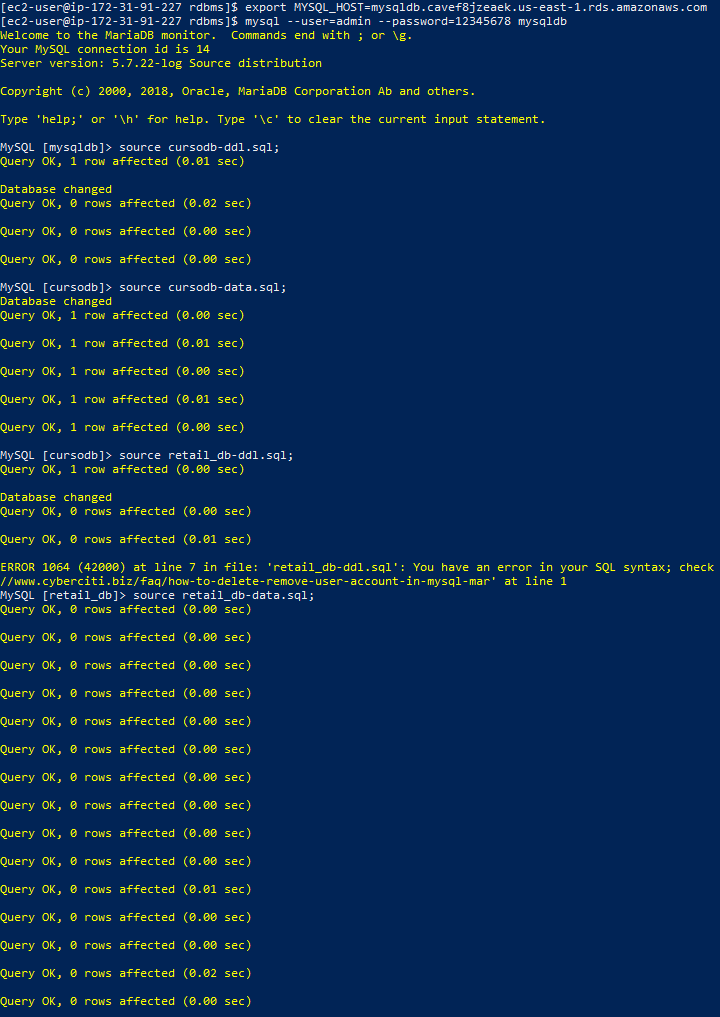 [ec2-user@ip-172-31-91-227 rdbms]$ export MYSQL_HOST=mysqldb.cavef8jzeaek.us-east-1.rds.amazonaws.com
[ec2-user@ip-172-31-91-227 rdbms]$ mysql --user=admin --password=12345678 mysqldb
Welcome to the MariaDB monitor.  Commands end with ; or \g.
Your MySQL connection id is 14
Server version: 5.7.22-log Source distribution
Copyright (c) 2000, 2018, Oracle, MariaDB Corporation Ab and others.
Type 'help;' or '\h' for help. Type '\c' to clear the current input statement.
MySQL [mysqldb]> source cursodb-ddl.sql;
Query OK, 1 row affected (0.01 sec)
Database changed
Query OK, 0 rows affected (0.02 sec)
Query OK, 0 rows affected (0.00 sec)
Query OK, 0 rows affected (0.00 sec)
MySQL [cursodb]> source cursodb-data.sql;
Database changed
Query OK, 1 row affected (0.00 sec)
Query OK, 1 row affected (0.01 sec)
Query OK, 1 row affected (0.00 sec)
Query OK, 1 row affected (0.01 sec)
Query OK, 1 row affected (0.00 sec)
MySQL [cursodb]> source retail_db-ddl.sql;
Query OK, 1 row affected (0.00 sec)
Database changed
Query OK, 0 rows affected (0.00 sec)
Query OK, 0 rows affected (0.01 sec)
ERROR 1064 (42000) at line 7 in file: 'retail_db-ddl.sql': You have an error in your SQL syntax; check
//www.cyberciti.biz/faq/how-to-delete-remove-user-account-in-mysql-mar' at line 1
MySQL [retail_db]> source retail_db-data.sql;
Query OK, 0 rows affected (0.00 sec)
Query OK, 0 rows affected (0.00 sec)
Query OK, 0 rows affected (0.00 sec)
Query OK, 0 rows affected (0.00 sec)
Query OK, 0 rows affected (0.00 sec)
Query OK, 0 rows affected (0.00 sec)
Query OK, 0 rows affected (0.00 sec)
Query OK, 0 rows affected (0.00 sec)
Query OK, 0 rows affected (0.00 sec)
Query OK, 0 rows affected (0.00 sec)
Query OK, 0 rows affected (0.01 sec)
Query OK, 0 rows affected (0.00 sec)
Query OK, 0 rows affected (0.00 sec)
Query OK, 0 rows affected (0.02 sec)
Query OK, 0 rows affected (0.00 sec)